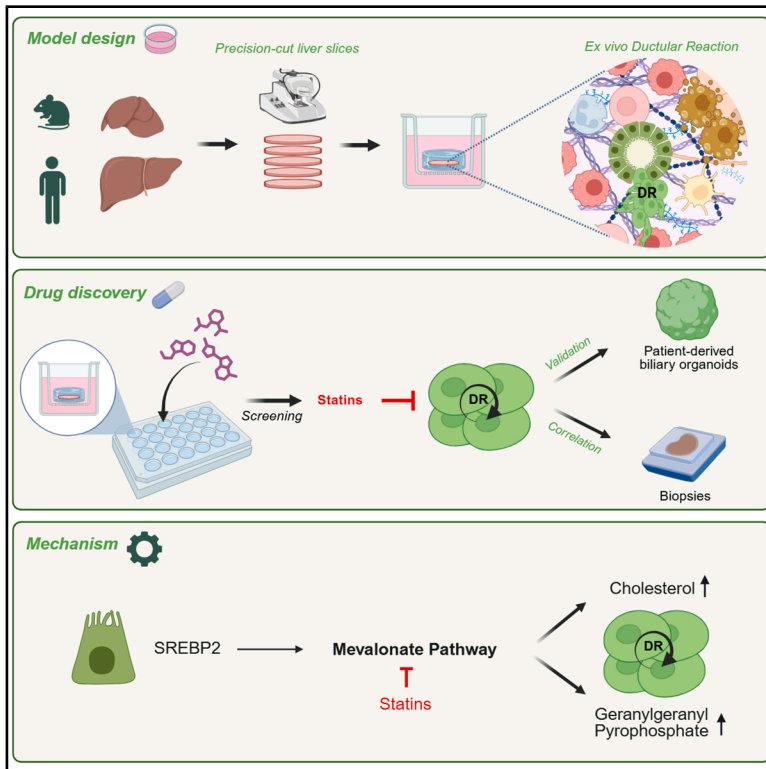 Model design
Precision-cut liver slices
Ex vivo Ductular Reaction
DR
Drug discovery
Screening
Statins
DR
Validation
Patient-derived
biliary organoids
Correlation
Biopsies
Mechanism
SREBP2
Mevalonate Pathway
Statins
Cholesterol
DR
Geranylgeranyl
Pyrophosphate